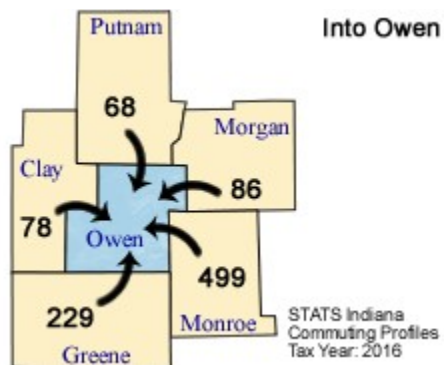 Putnam
Into Owen
68
Morgan
Clay
86
78
Owen
499
229
Monroe
Greene
STATS Indiana
Commuting Profiles
Tax Year: 2016